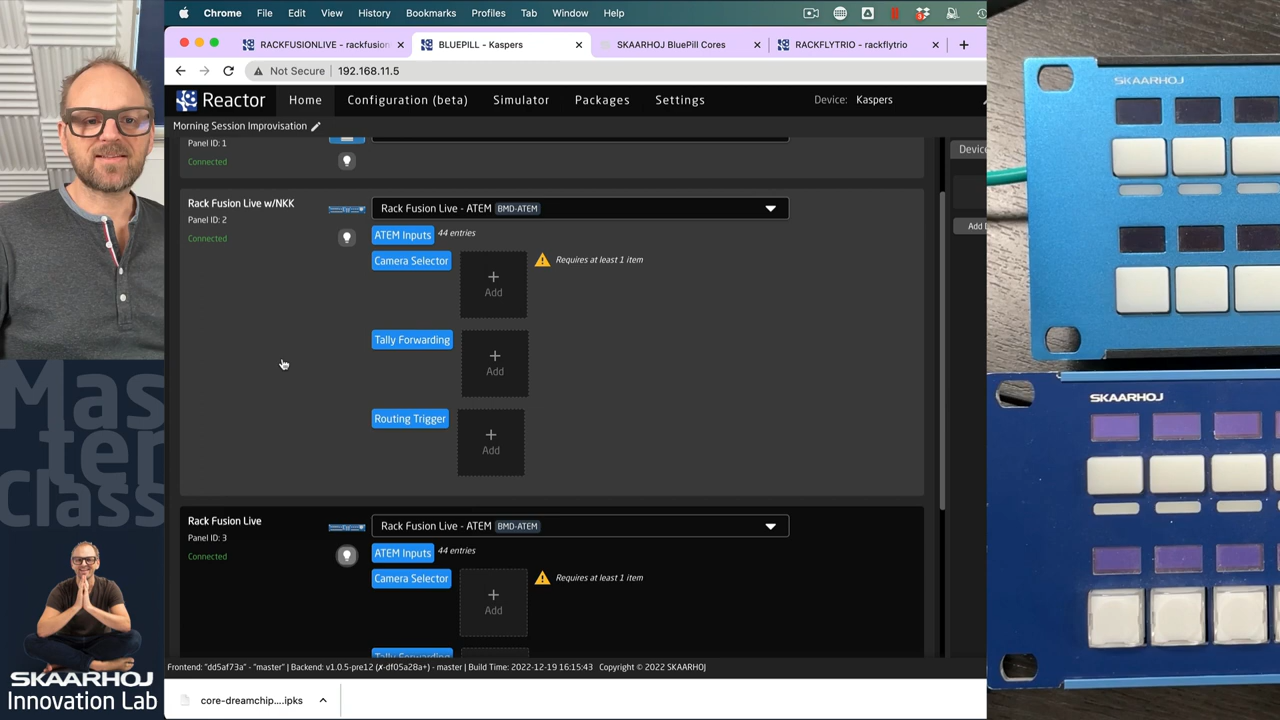 Chrome File Edit View History Bookmarks Profiles Tab Window Help
RACKFUSIONLIVE - rackfusion
BLUEPILL - Kaspers
SKAARHOJ BluePill Cores
RACKFLYTRIO - rackflytrio
Not Secure 192.168.11.5
Reactor Home Configuration (beta) Simulator Packages Settings Device: Kaspers
Morning Session Improvisation
Panel ID: 1
Connected
Device
Rack Fusion Live w/NKK
Panel ID: 2
Connected
Rack Fusion Live - ATEM BMD-ATEM
ATEM Inputs 44 entries
Camera Selector
+ Add
Requires at least 1 item
Add
Tally Forwarding
+ Add
Routing Trigger
+ Add
Rack Fusion Live
Panel ID: 3
Connected
Rack Fusion Live - ATEM BMD-ATEM
ATEM Inputs 44 entries
Camera Selector
+ Add
Requires at least 1 item
Tally Forwarding
Frontend: "dd5af73a" - "master" | Backend: v1.0.5-pre12 (✗-df05a28a+) - master | Build Time: 2022-12-19 16:15:43 Copyright © 2022 SKAARHOJ
core-dreamchip....ipks
Mas
ter
Class
SKAARHOJ
Innovation Lab
SKAARHOJ
SKAARHOJ